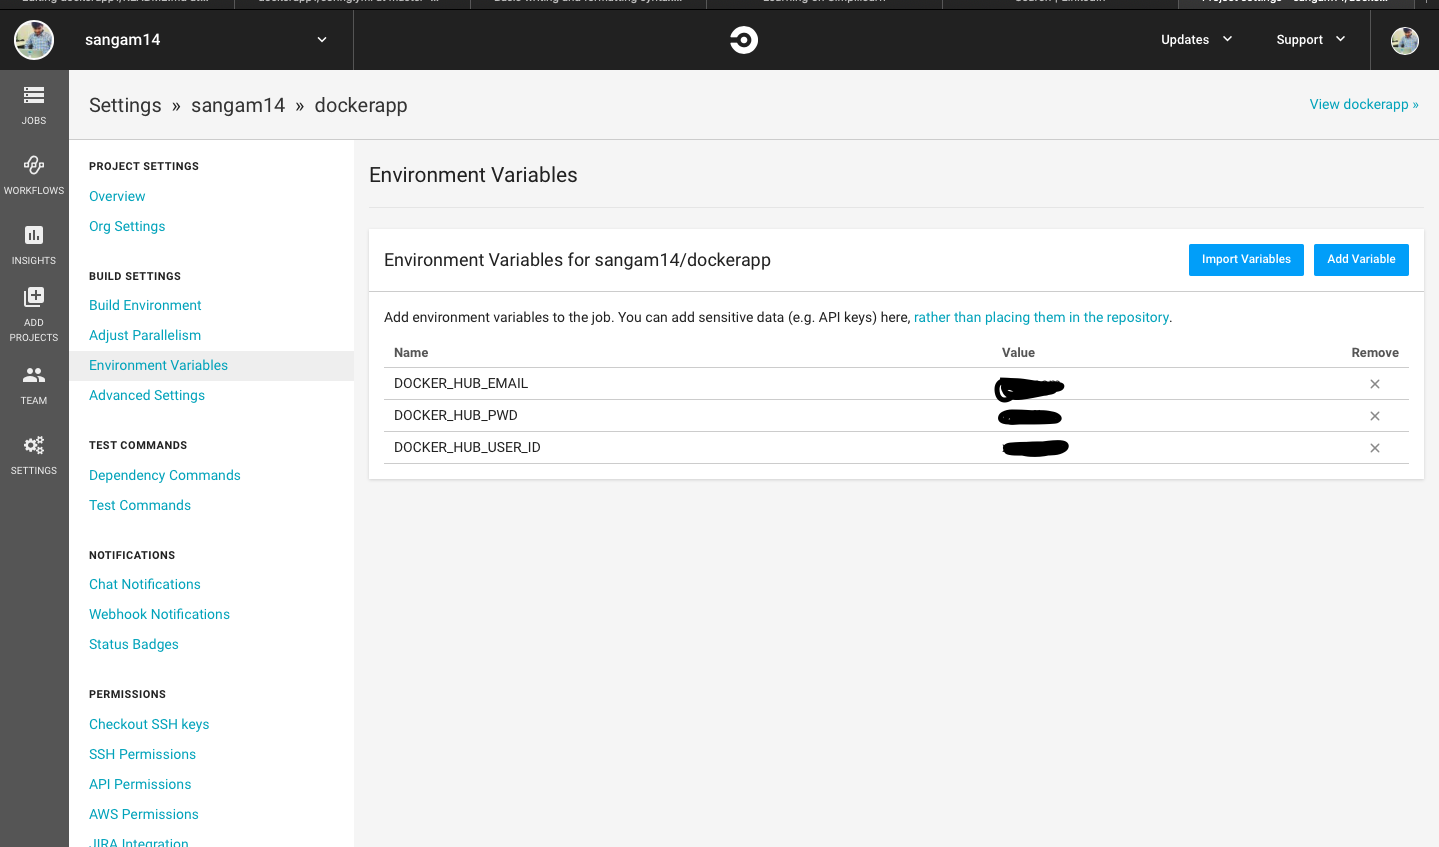 sangam14
Updates
Support
JOBS
WORKFLOWS
INSIGHTS
ADD
PROJECTS
TEAM
SETTINGS
Settings » sangam14 » dockerapp
View dockerapp »
PROJECT SETTINGS
Overview
Org Settings
BUILD SETTINGS
Build Environment
Adjust Parallelism
Environment Variables
Advanced Settings
TEST COMMANDS
Dependency Commands
Test Commands
NOTIFICATIONS
Chat Notifications
Webhook Notifications
Status Badges
PERMISSIONS
Checkout SSH keys
SSH Permissions
API Permissions
AWS Permissions
JIRA Integration
Environment Variables
Environment Variables for sangam14/dockerapp
Import Variables
Add Variable
Add environment variables to the job. You can add sensitive data (e.g. API keys) here, rather than placing them in the repository.
Name Value Remove
DOCKER_HUB_EMAIL
DOCKER_HUB_PWD
DOCKER_HUB_USER_ID